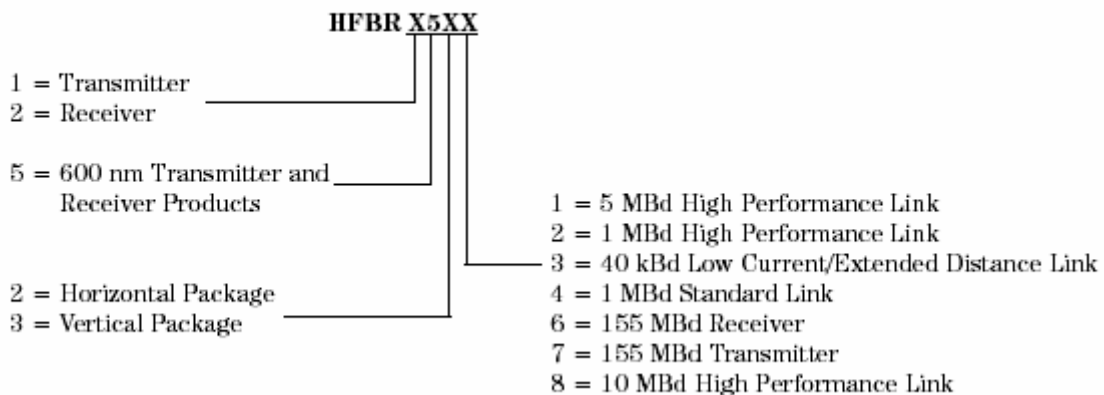 HFBR X5XX
1 = Transmitter
2 = Receiver
5 = 600 nm Transmitter and
Receiver Products
2 = Horizontal Package
3 = Vertical Package
1 = 5 MBd High Performance Link
2 = 1 MBd High Performance Link
3 = 40 kBd Low Current/Extended Distance Link
4 = 1 MBd Standard Link
6 = 155 MBd Receiver
7 = 155 MBd Transmitter
8 = 10 MBd High Performance Link